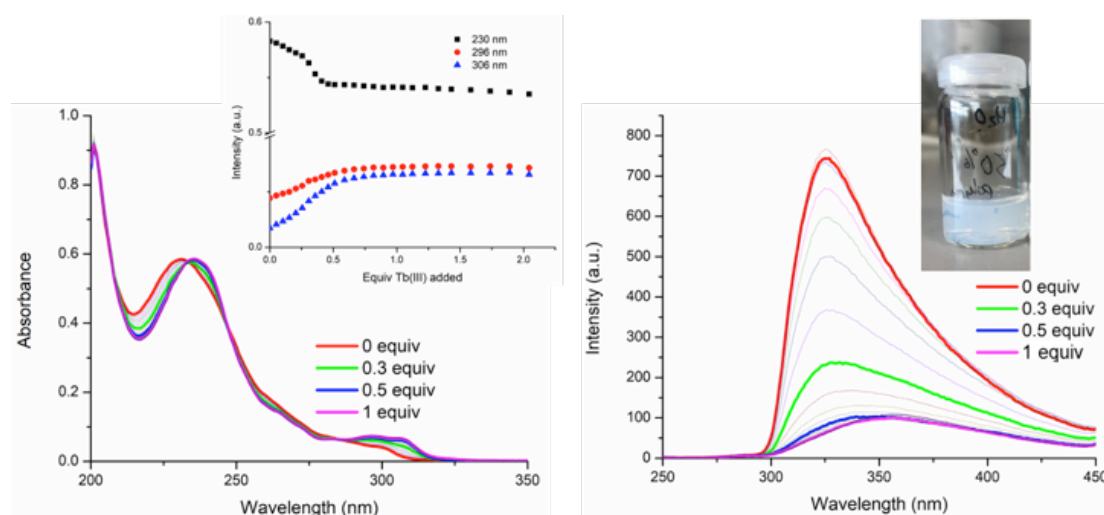 0.6
230 nm
296 nm
306 nm
0.5
Intensity (a.u.)
0.0
0.0 0.5 1.0 1.5 2.0
Equiv Tb(III) added
1.0
0.8
0.6
0.4
0.2
0.0
Absorbance
0 equiv
0.3 equiv
0.5 equiv
1 equiv
200 250 300 350
Wavelength (nm)
H₂O
50%
800
700
600
500
400
300
200
100
0
Intensity (a.u.)
0 equiv
0.3 equiv
0.5 equiv
1 equiv
250 300 350 400 450
Wavelength (nm)